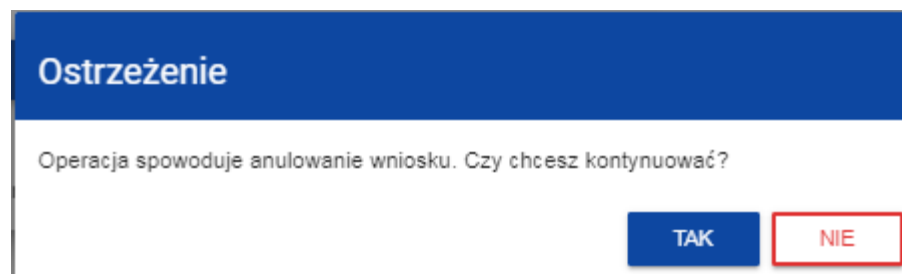 Ostrzeżenie
Operacja spowoduje anulowanie wniosku. Czy chcesz kontynuować?
TAK NIE